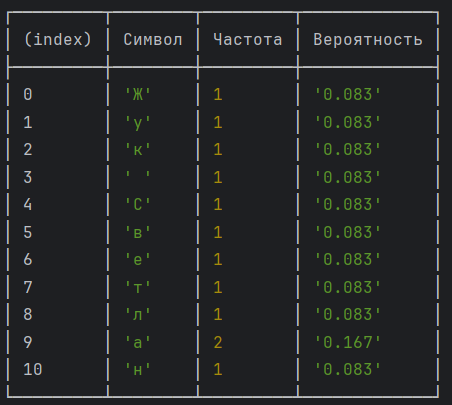 (index) Символ Частота Вероятность
0 'Ж' 1 '0.083'
1 'у' 1 '0.083'
2 'к' 1 '0.083'
3 ' ' 1 '0.083'
4 'С' 1 '0.083'
5 'в' 1 '0.083'
6 'е' 1 '0.083'
7 'т' 1 '0.083'
8 'л' 1 '0.083'
9 'а' 2 '0.167'
10 'н' 1 '0.083'